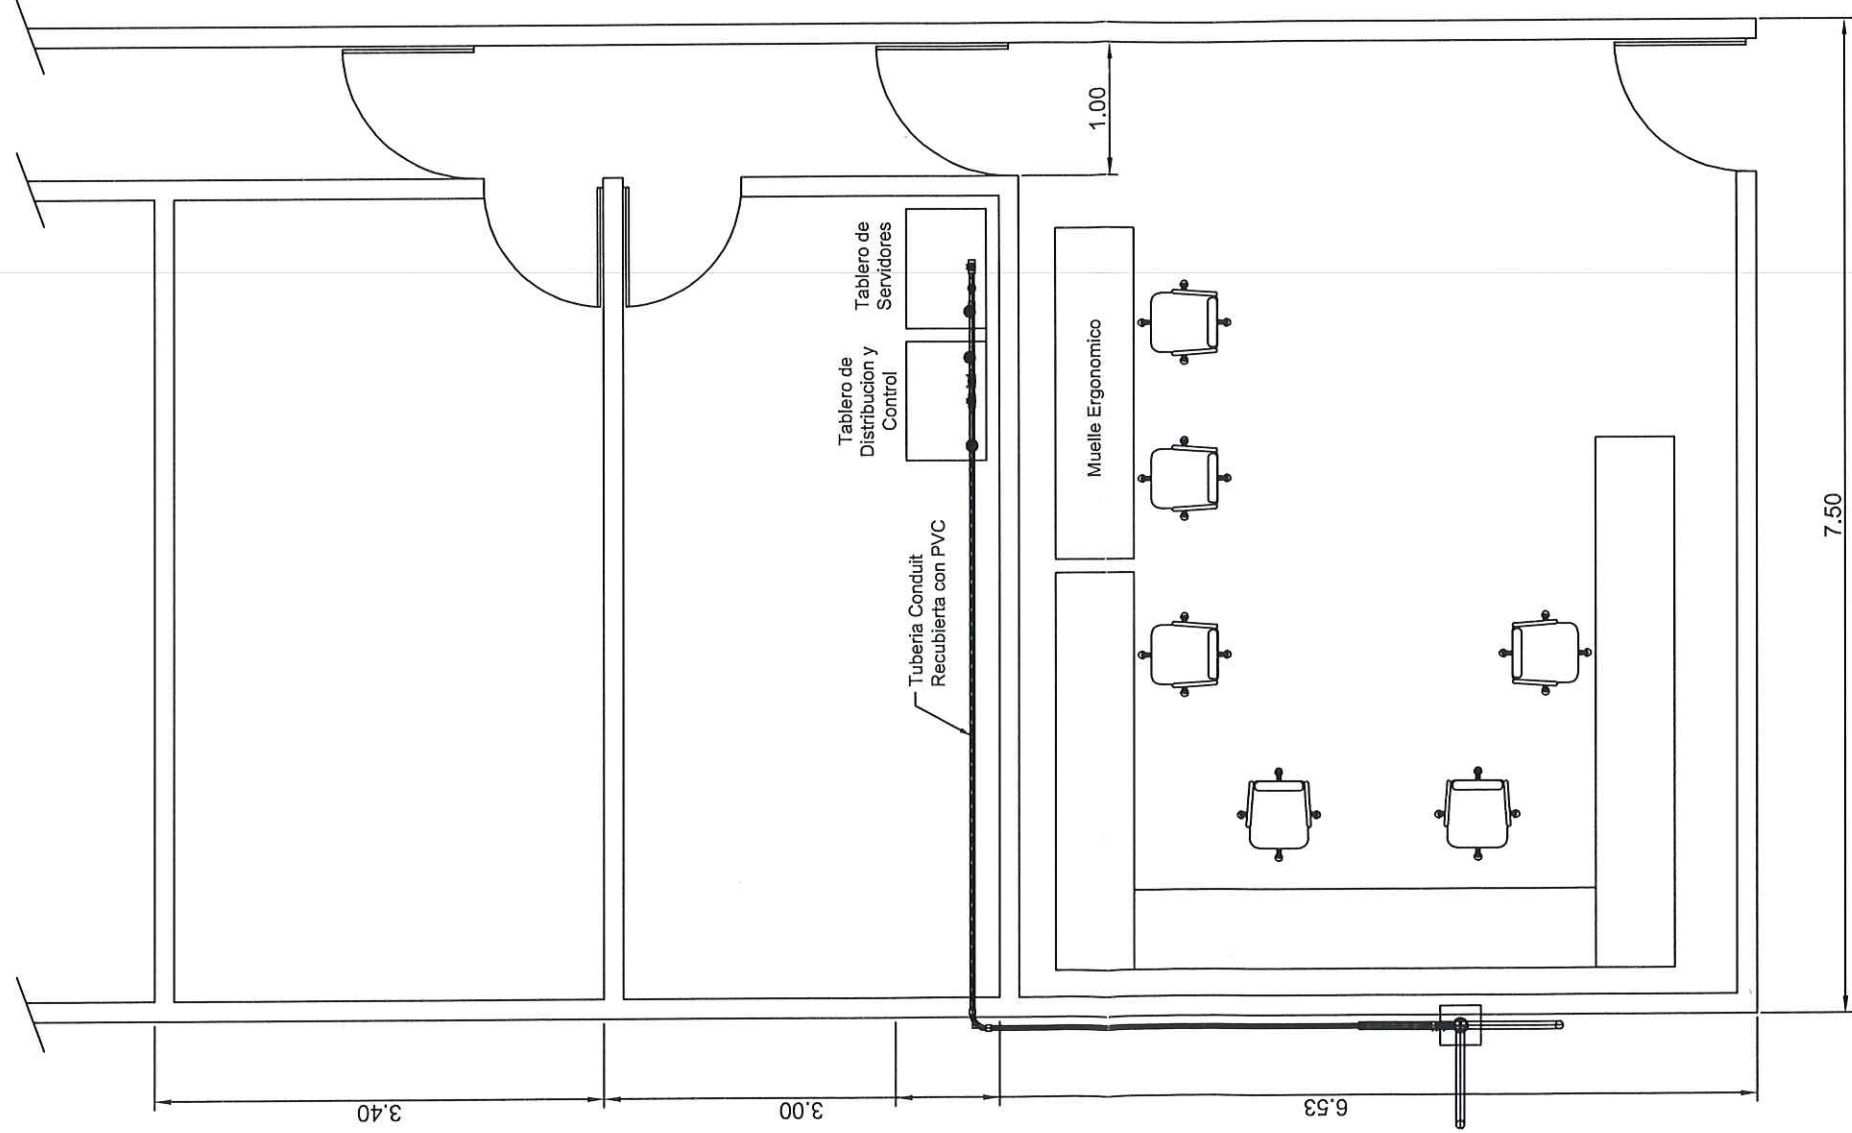 1.00
Tablero de
Servidores
Tablero de
Distribucion y
Control
Muelle Ergonomico
7.50
Tuberia Conduit
Recubierta con PVC
3.40
3.00
6.53